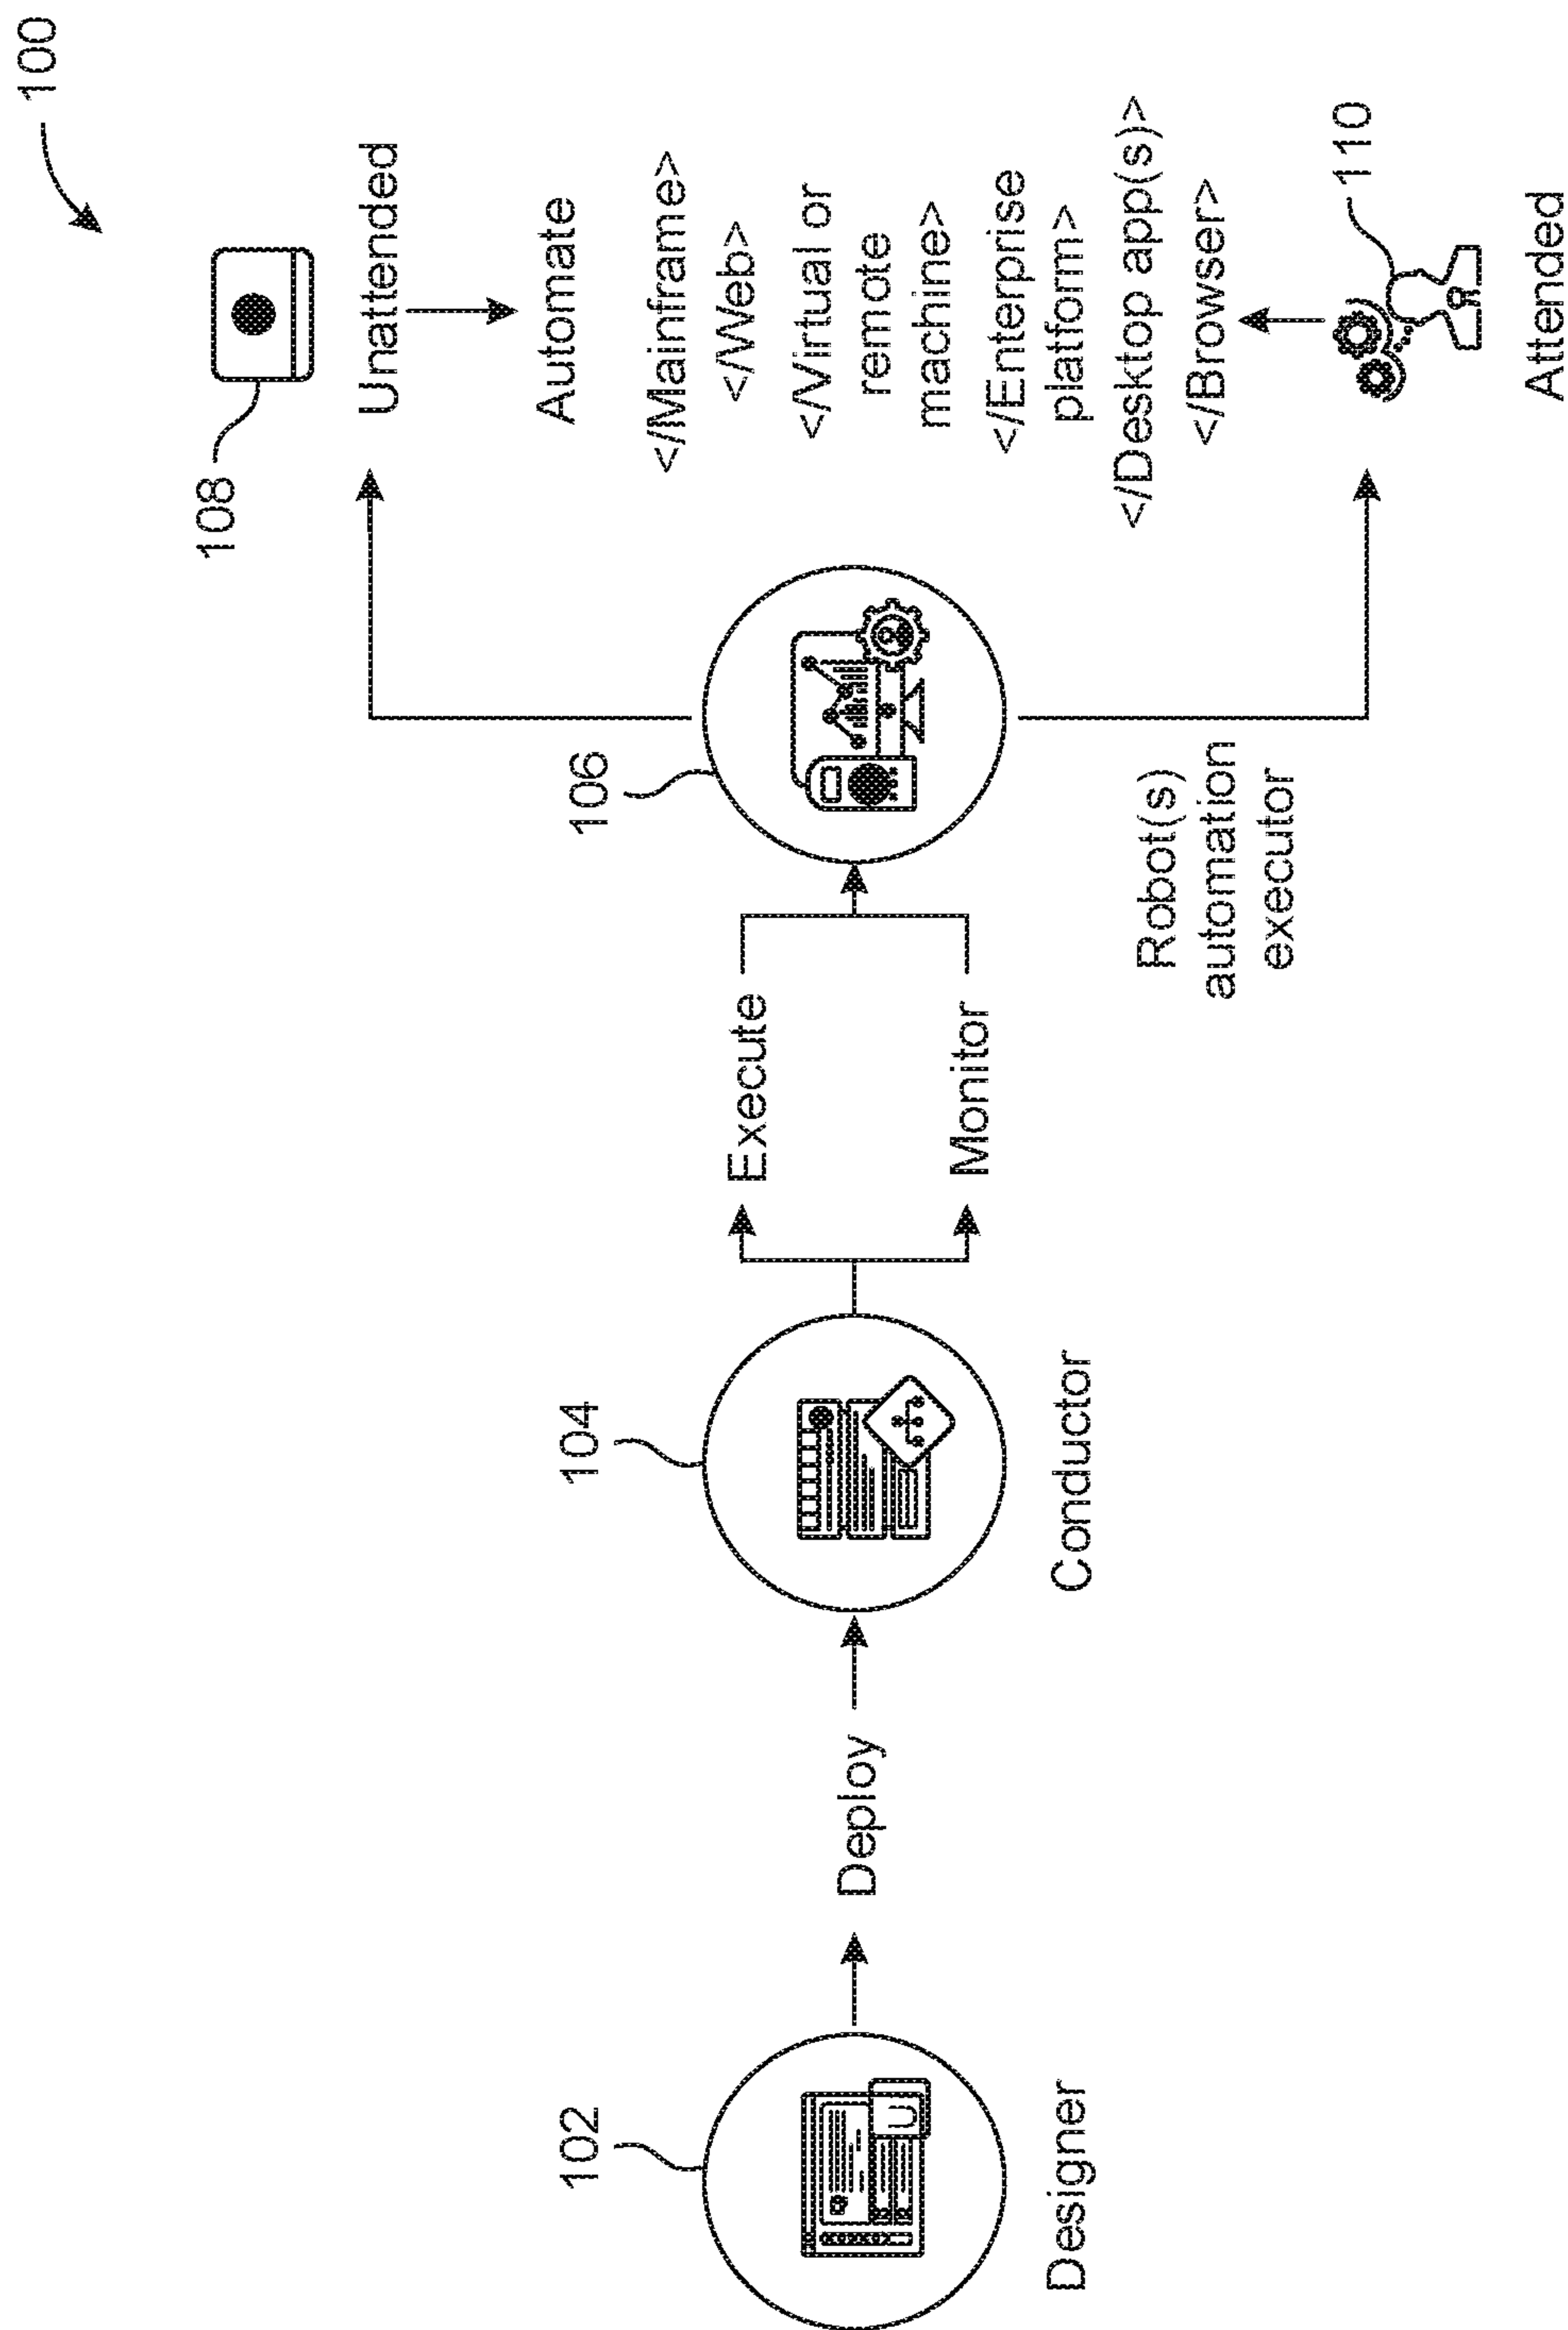 100
108
Unattended
Automate
</Mainframe>
</Web>
</Virtual or
remote
machine>
</Enterprise
platform>
</Desktop app(s)>
</Browser>
110
Attended
106
Robot(s)
automation
executor
Execute
Monitor
104
Conductor
Deploy
102
U
Designer